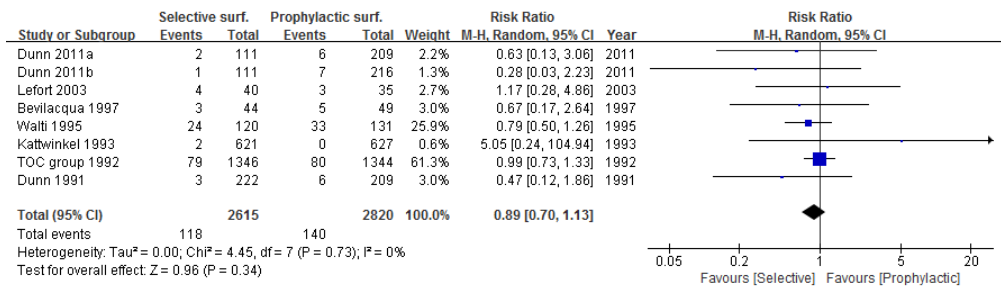 Selective surf. Prophylactic surf. Risk Ratio Risk Ratio
Study or Subgroup Events Total Events Total Weight M-H, Random, 95% CI Year M-H, Random, 95% CI
Dunn 2011a 2 111 6 209 2.2% 0.63 [0.13, 3.06] 2011
Dunn 2011b 1 111 7 216 1.3% 0.28 [0.03, 2.23] 2011
Lefort 2003 4 40 3 35 2.7% 1.17 [0.28, 4.86] 2003
Bevilacqua 1997 3 44 5 49 3.0% 0.67 [0.17, 2.64] 1997
Walti 1995 24 120 33 131 25.9% 0.79 [0.50, 1.26] 1995
Kattwinkel 1993 2 621 0 627 0.6% 5.05 [0.24, 104.94] 1993
TOC group 1992 79 1346 80 1344 61.3% 0.99 [0.73, 1.33] 1992
Dunn 1991 3 222 6 209 3.0% 0.47 [0.12, 1.86] 1991
Total (95% CI) 2615 2820 100.0% 0.89 [0.70, 1.13]
Total events 118 140
Heterogeneity: Tau² = 0.00; Chi² = 4.45, df = 7 (P = 0.73); I² = 0%
Test for overall effect: Z = 0.96 (P = 0.34)
0.05 0.2 1 5 20
Favours [Selective] Favours [Prophylactic]